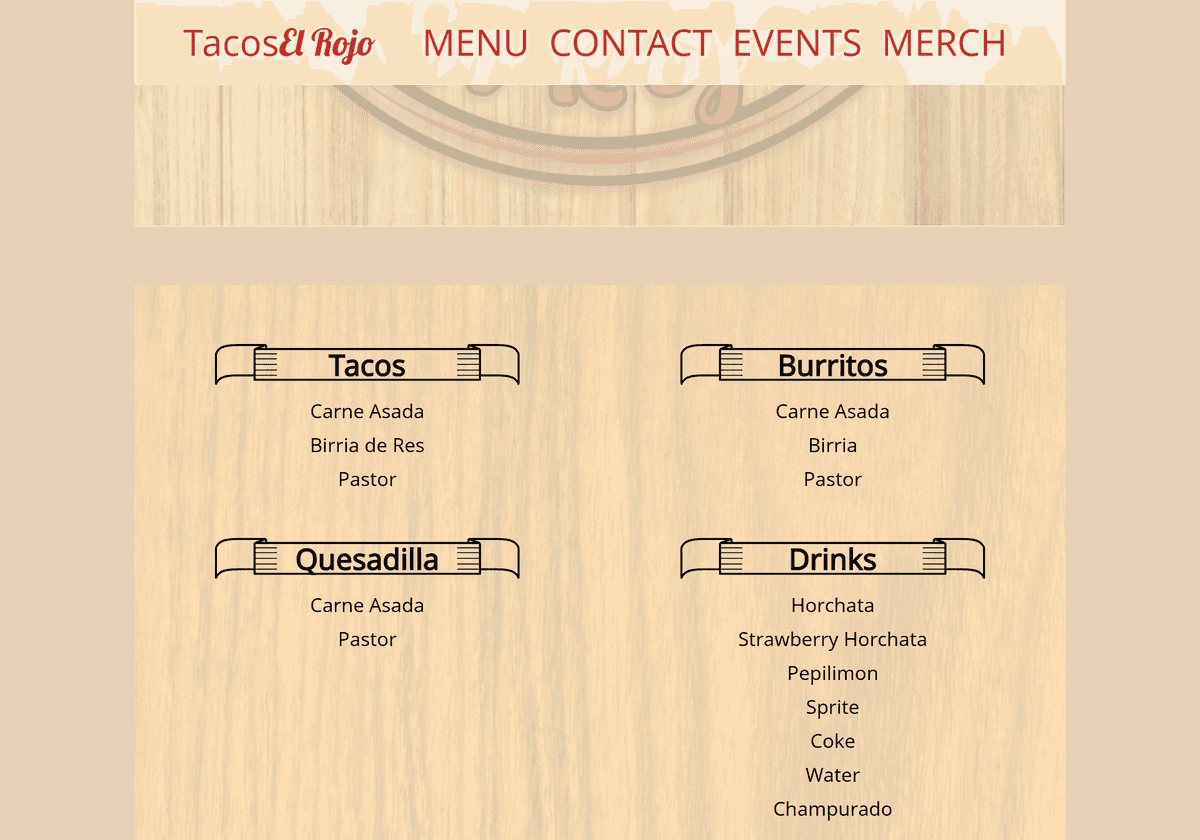 TacosEl Rojo MENU CONTACT EVENTS MERCH
Tacos
Carne Asada
Birria de Res
Pastor
Burritos
Carne Asada
Birria
Pastor
Quesadilla
Carne Asada
Pastor
Drinks
Horchata
Strawberry Horchata
Pepilimon
Sprite
Coke
Water
Champurado